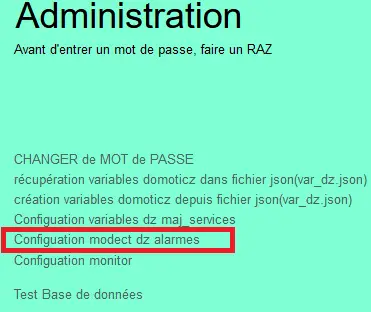 Administration
Avant d'entrer un mot de passe, faire un RAZ
CHANGER de MOT de PASSE
récupération variables domoticz dans fichier json(var_dz.json)
création variables domoticz depuis fichier json(var_dz.json)
Configuation variables dz maj_services
Configuation modect dz alarmes
Configuation monitor
Test Base de données